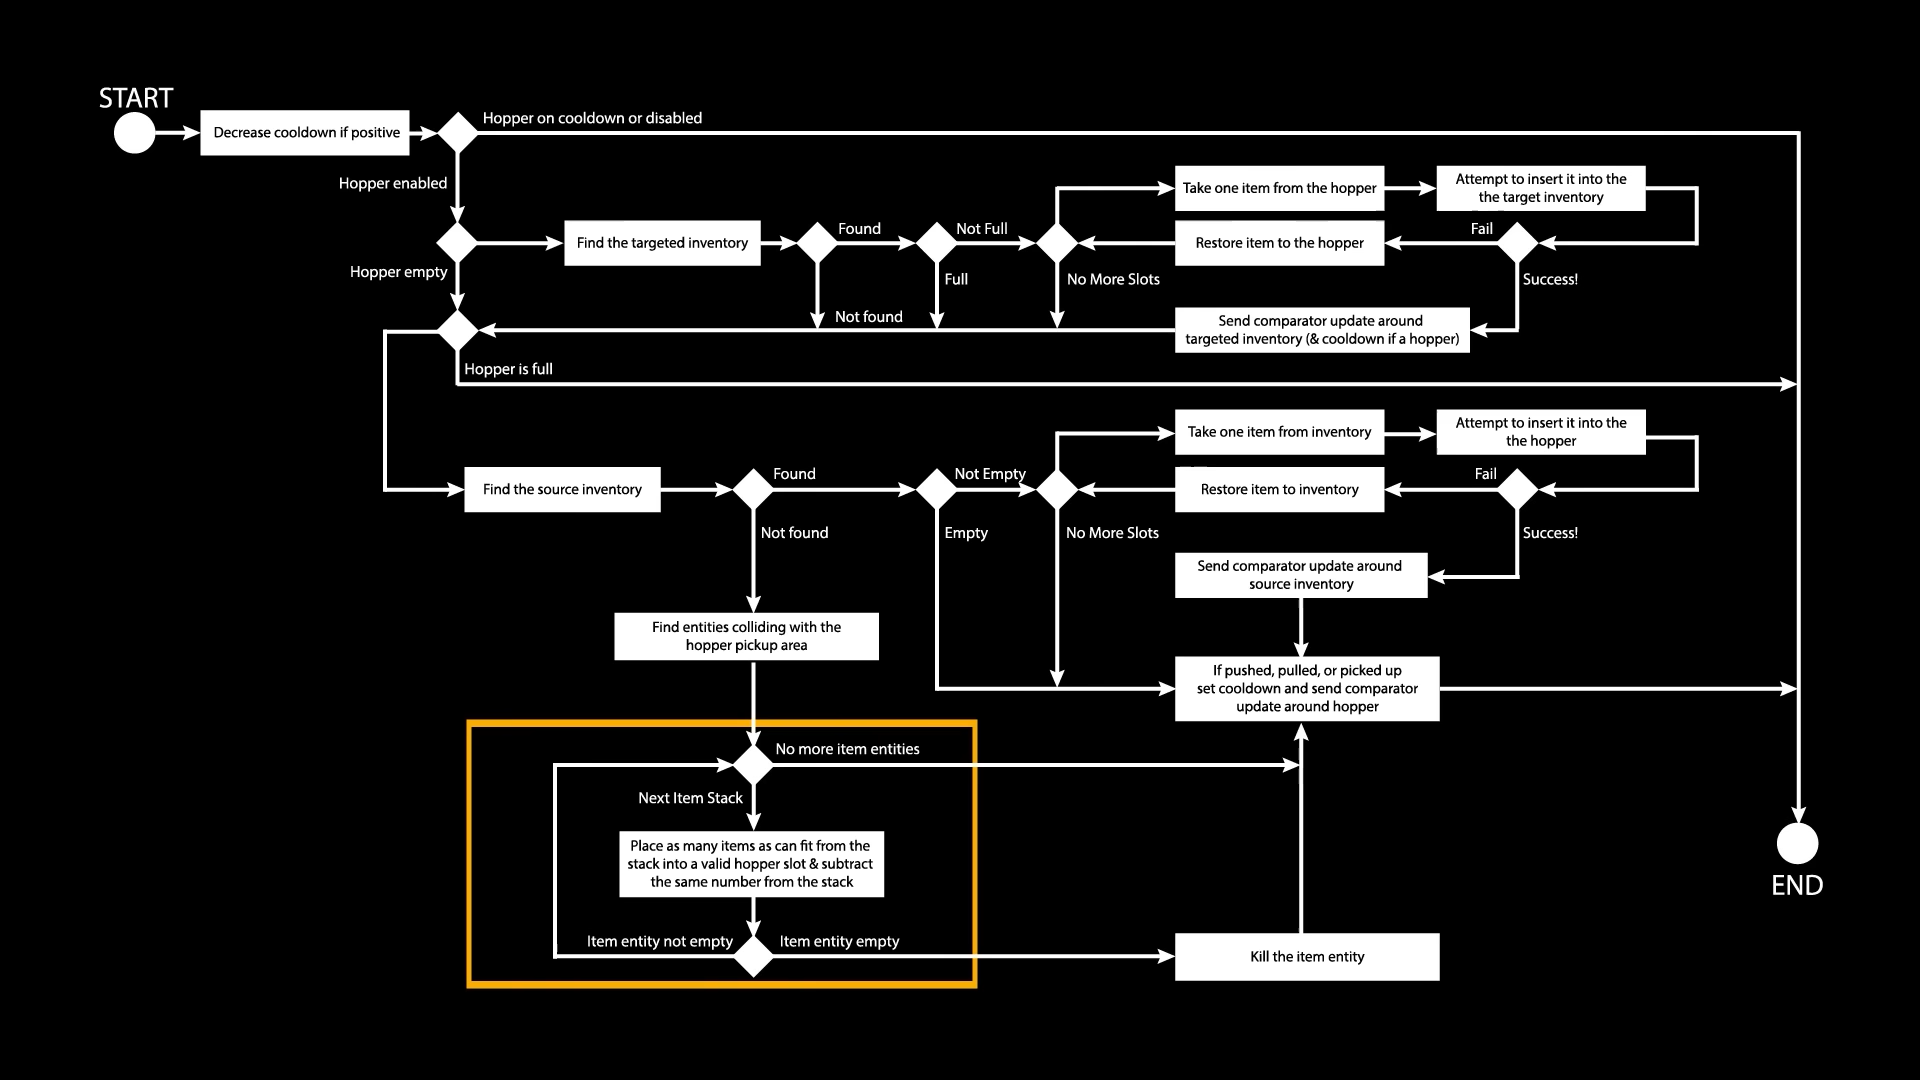 START
Decrease cooldown if positive
Hopper on cooldown or disabled
Hopper enabled
Take one item from the hopper
Attempt to insert it into the
the target inventory
Find the targeted inventory
Found
Not Full
Restore item to the hopper
Fail
Hopper empty
Full
No More Slots
Success!
Not found
Send comparator update around
targeted inventory (& cooldown if a hopper)
Hopper is full
Take one item from inventory
Attempt to insert it into the
the hopper
Find the source inventory
Found
Not Empty
Restore item to inventory
Fail
Not found
Empty
No More Slots
Success!
Send comparator update around
source inventory
Find entities colliding with the
hopper pickup area
If pushed, pulled, or picked up
set cooldown and send comparator
update around hopper
No more item entities
Next Item Stack
Place as many items as can fit from the
stack into a valid hopper slot & subtract
the same number from the stack
END
Item entity not empty
Item entity empty
Kill the item entity